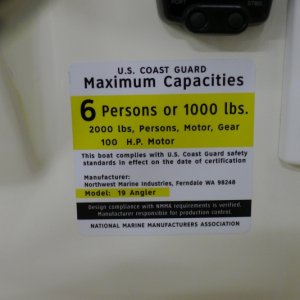 PORT
STBD
U.S. COAST GUARD
Maximum Capacities
6 Persons or 1000 lbs.
2000 lbs, Persons, Motor, Gear
100 H.P. Motor
This boat complies with U.S. Coast Guard safety
standards in effect on the date of certification
Manufacturer:
Northwest Marine Industries, Ferndale WA 98248
Model: 19 Angler
Design compliance with NMMA requirements is verified.
Manufacturer responsible for production control.
NATIONAL MARINE MANUFACTURERS ASSOCIATION